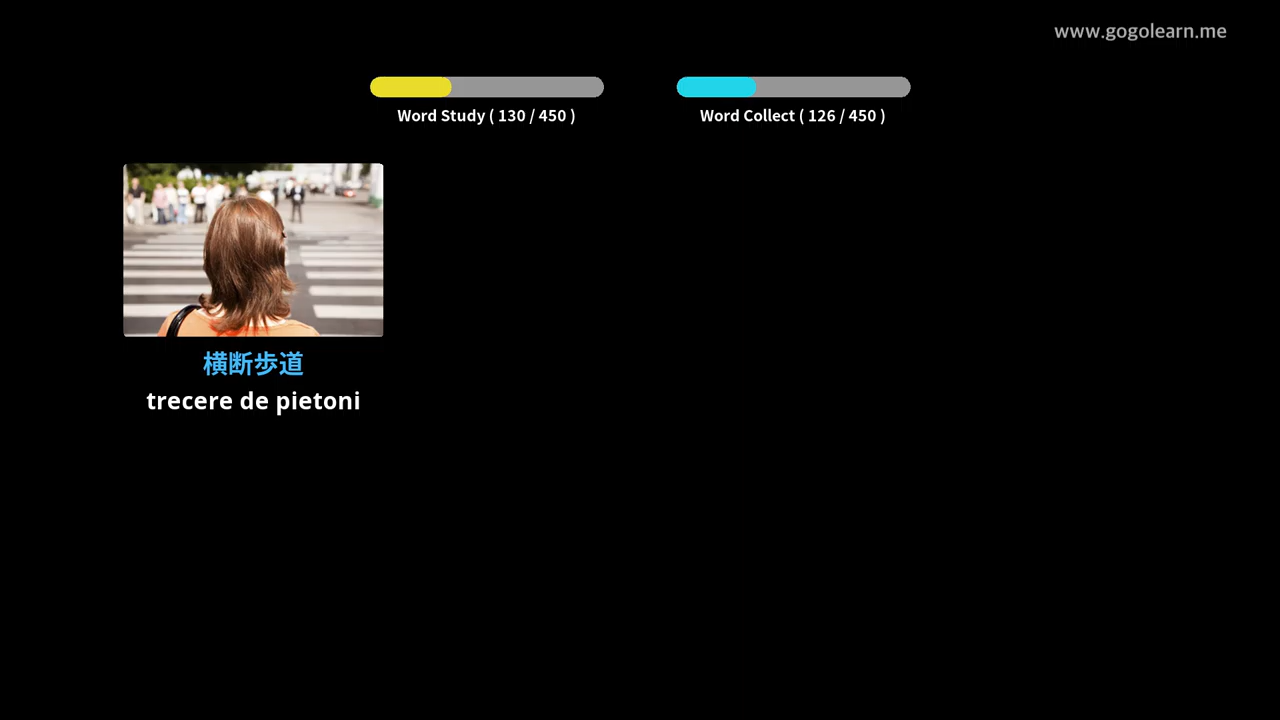 www.gogolearn.me
Word Study ( 130 / 450 )
Word Collect ( 126 / 450 )
横断歩道
trecere de pietoni